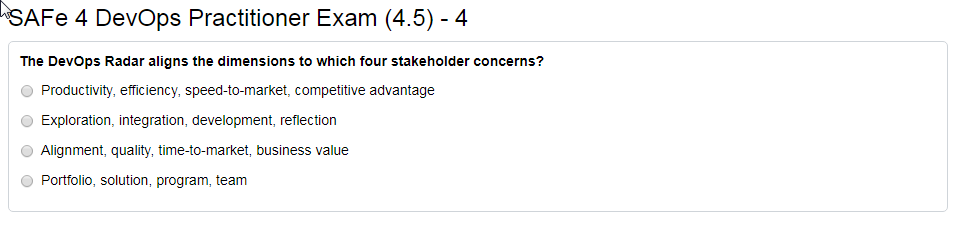 SAFe 4 DevOps Practitioner Exam (4.5) - 4
The DevOps Radar aligns the dimensions to which four stakeholder concerns?
Productivity, efficiency, speed-to-market, competitive advantage
Exploration, integration, development, reflection
Alignment, quality, time-to-market, business value
Portfolio, solution, program, team